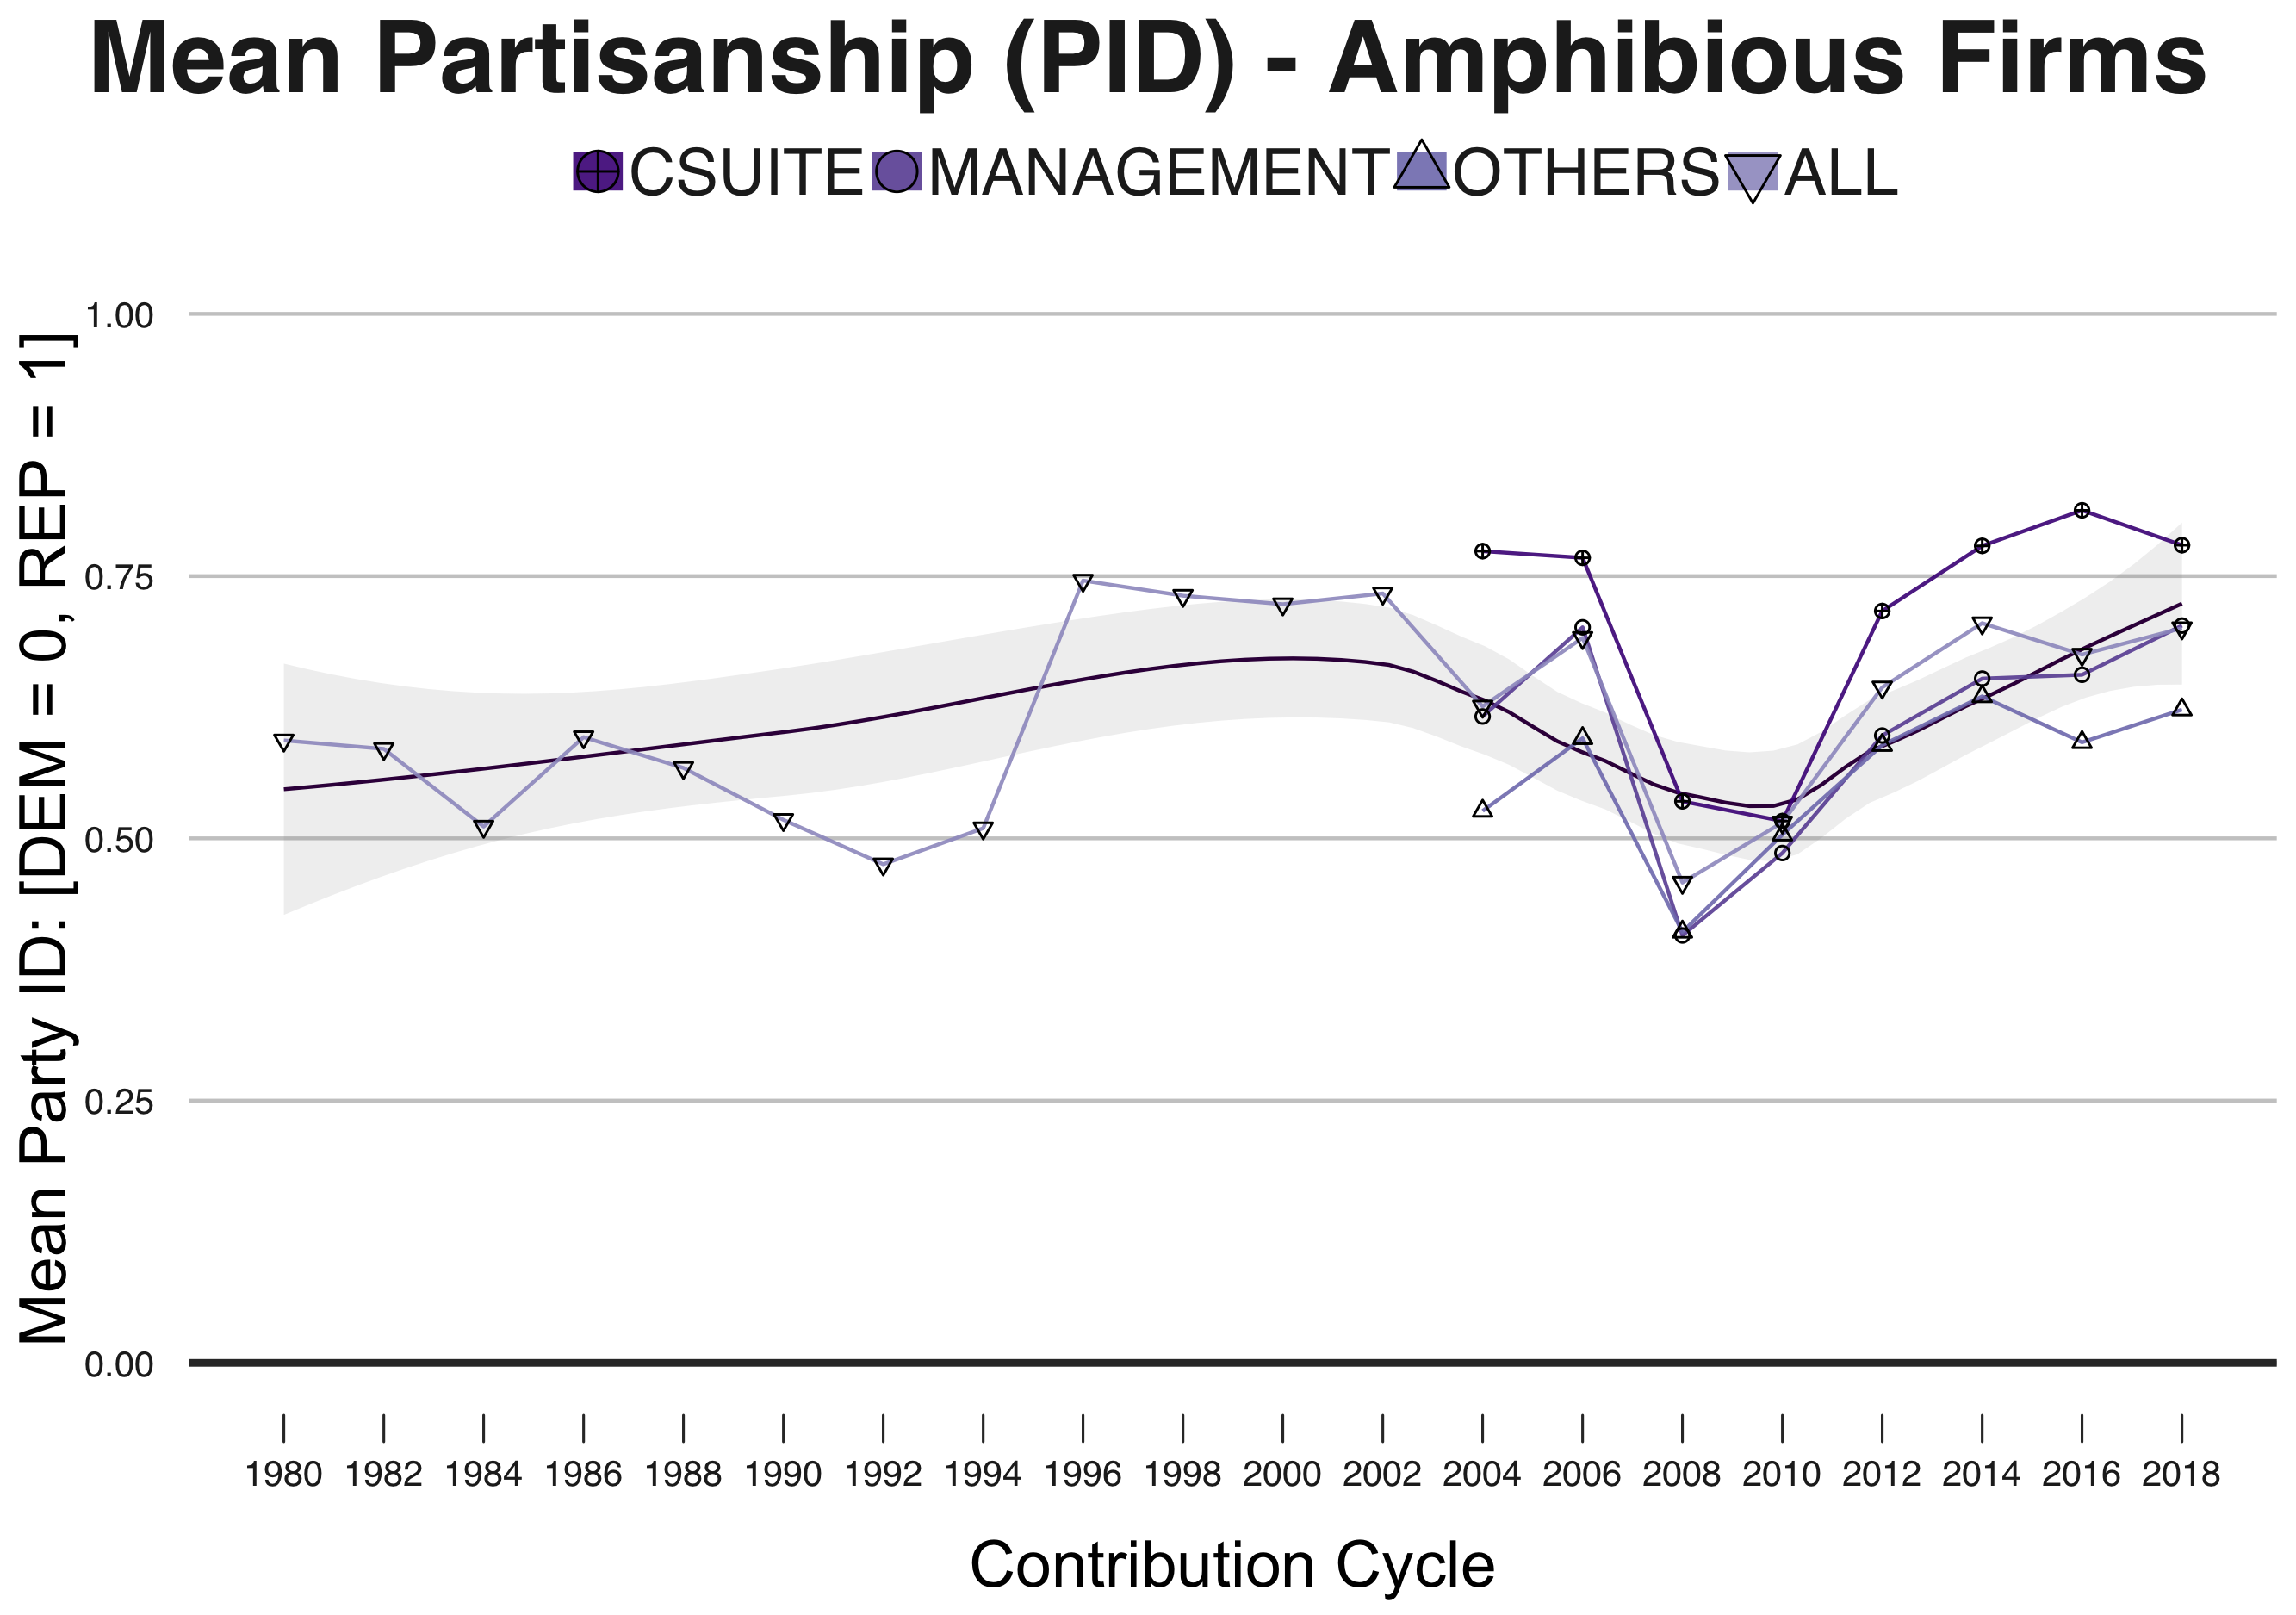 Mean Partisanship (PID) - Amphibious Firms
CSUITE MANAGEMENT OTHERS ALL
Mean Party ID: [DEM = 0, REP = 1]
1.00
0.75
0.50
0.25
0.00
1980 1982 1984 1986 1988 1990 1992 1994 1996 1998 2000 2002 2004 2006 2008 2010 2012 2014 2016 2018
Contribution Cycle